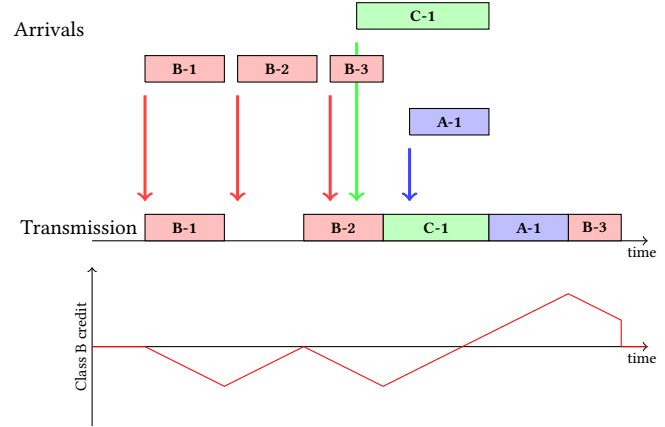 C-1
Arrivals
B-1 B-2 B-3
A-1
Transmission B-1 B-2 C-1 A-1 B-3
time
Class B credit
time